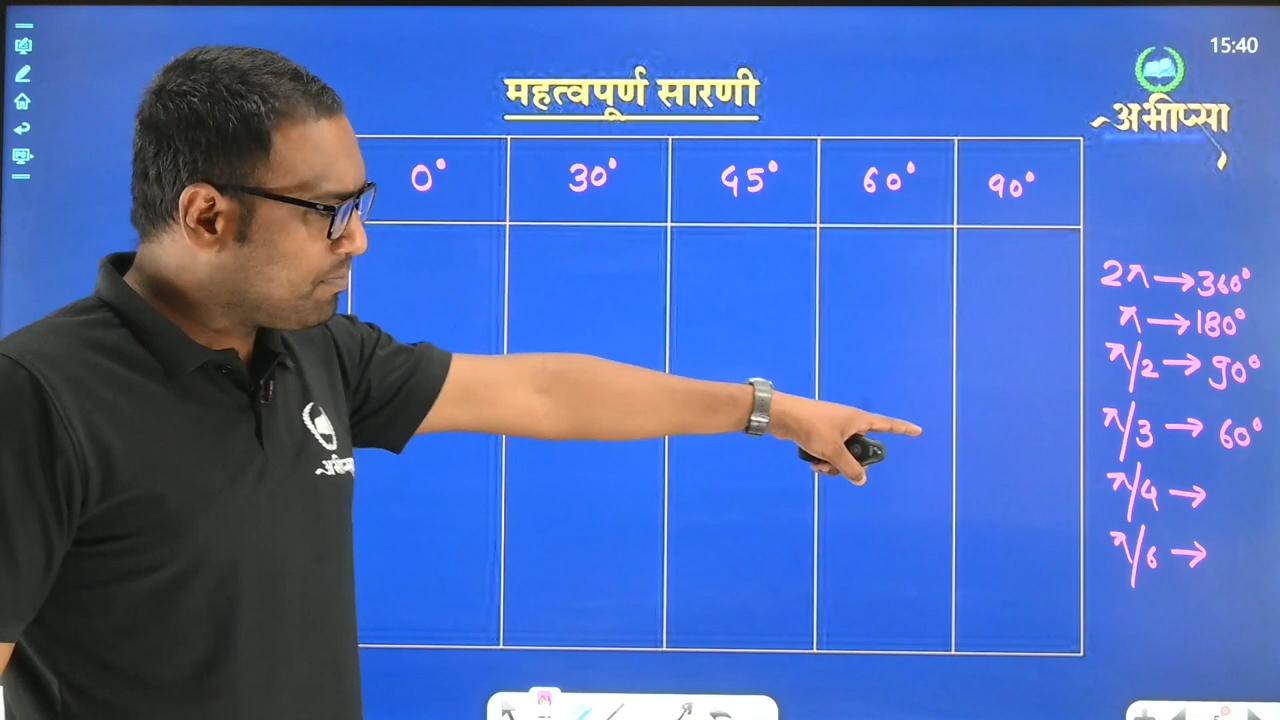 15:40
महत्वपूर्ण सारणी
अभीप्सा
0° 30° 45° 60° 90°
2π → 360°
π → 180°
π/2 → 90°
π/3 → 60°
π/4 →
π/6 →
अभीप्सा